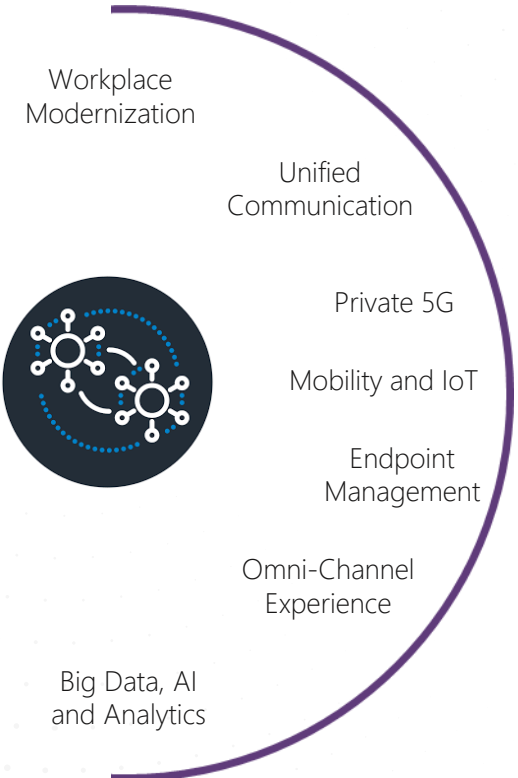 Workplace
Modernization
Unified
Communication
Private 5G
Mobility and IoT
Endpoint
Management
Omni-Channel
Experience
Big Data, AI
and Analytics